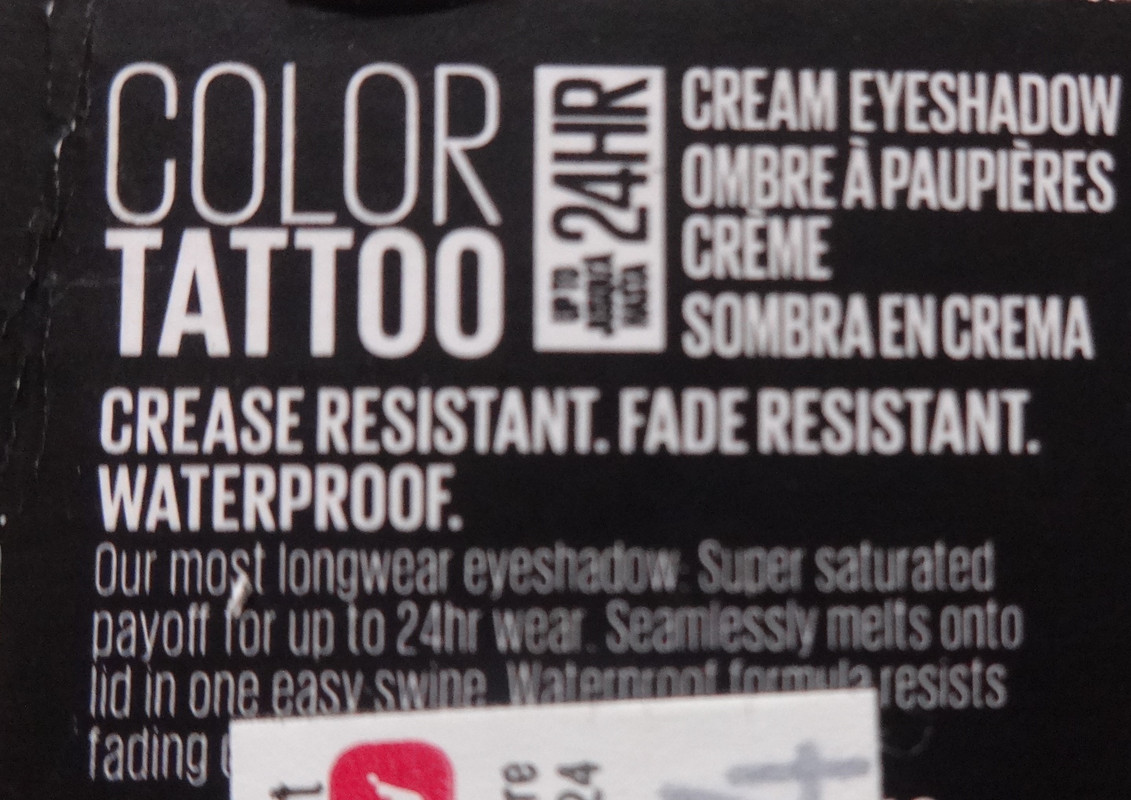 COLOR
TATTOO
UP TO
JUSQU'À
HASTA
24HR
CREAM EYESHADOW
OMBRE À PAUPIÈRES
CRÈME
SOMBRA EN CREMA
CREASE RESISTANT. FADE RESISTANT.
WATERPROOF.
Our most longwear eyeshadow. Super saturated
payoff for up to 24hr wear. Seamlessly melts onto
lid in one easy swipe. Waterproof formula resists
fading
re
24